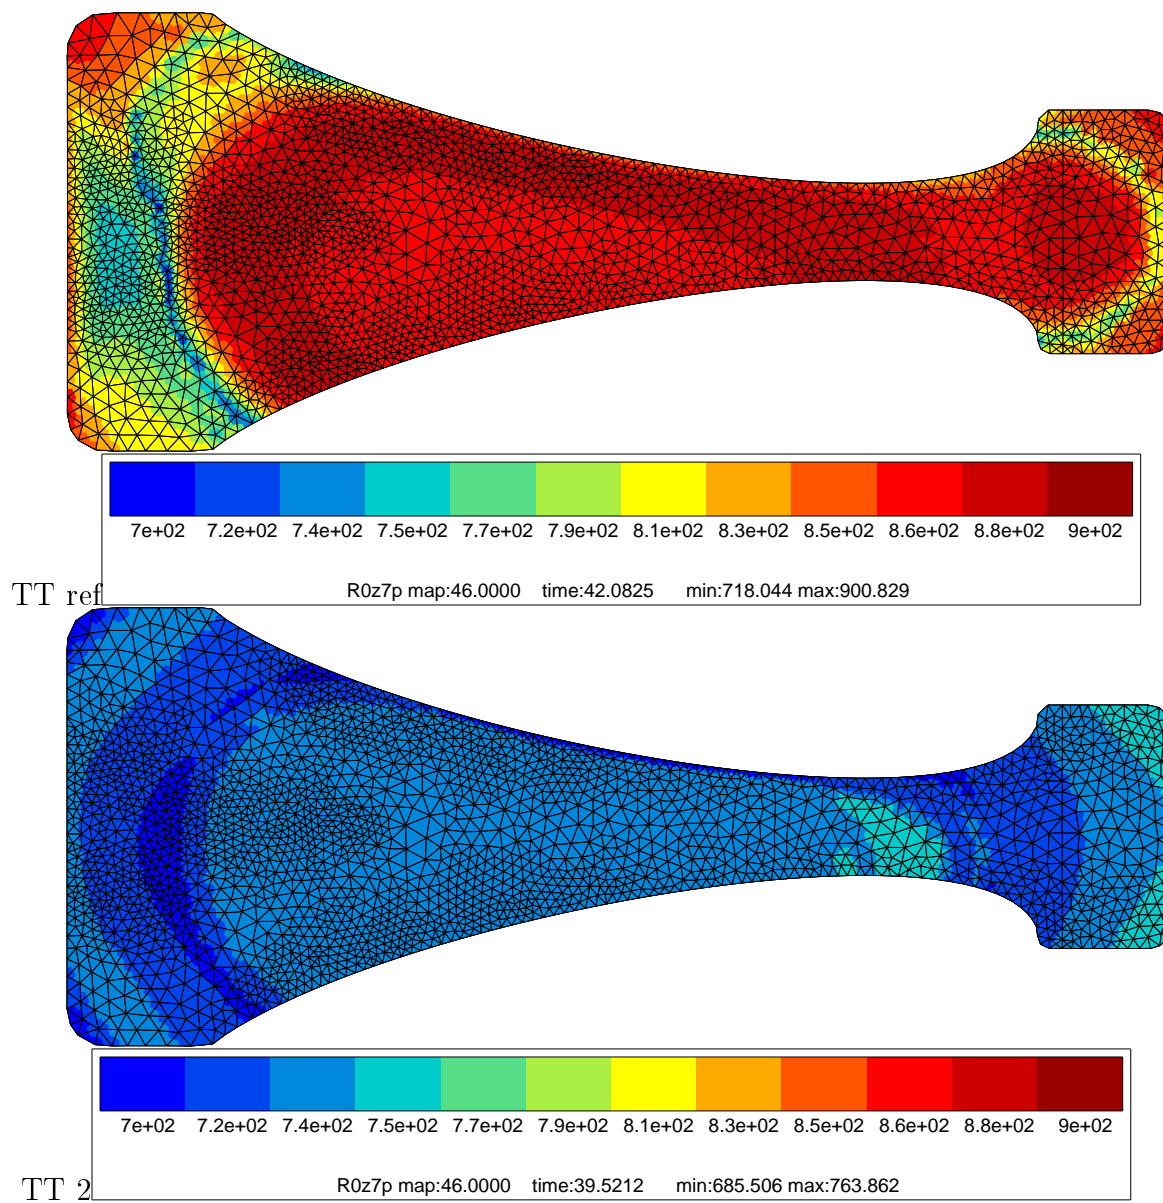 7e+02 7.2e+02 7.4e+02 7.5e+02 7.7e+02 7.9e+02 8.1e+02 8.3e+02 8.5e+02 8.6e+02 8.8e+02 9e+02
TT ref R0z7p map:46.0000 time:42.0825 min:718.044 max:900.829
7e+02 7.2e+02 7.4e+02 7.5e+02 7.7e+02 7.9e+02 8.1e+02 8.3e+02 8.5e+02 8.6e+02 8.8e+02 9e+02
TT 2 R0z7p map:46.0000 time:39.5212 min:685.506 max:763.862